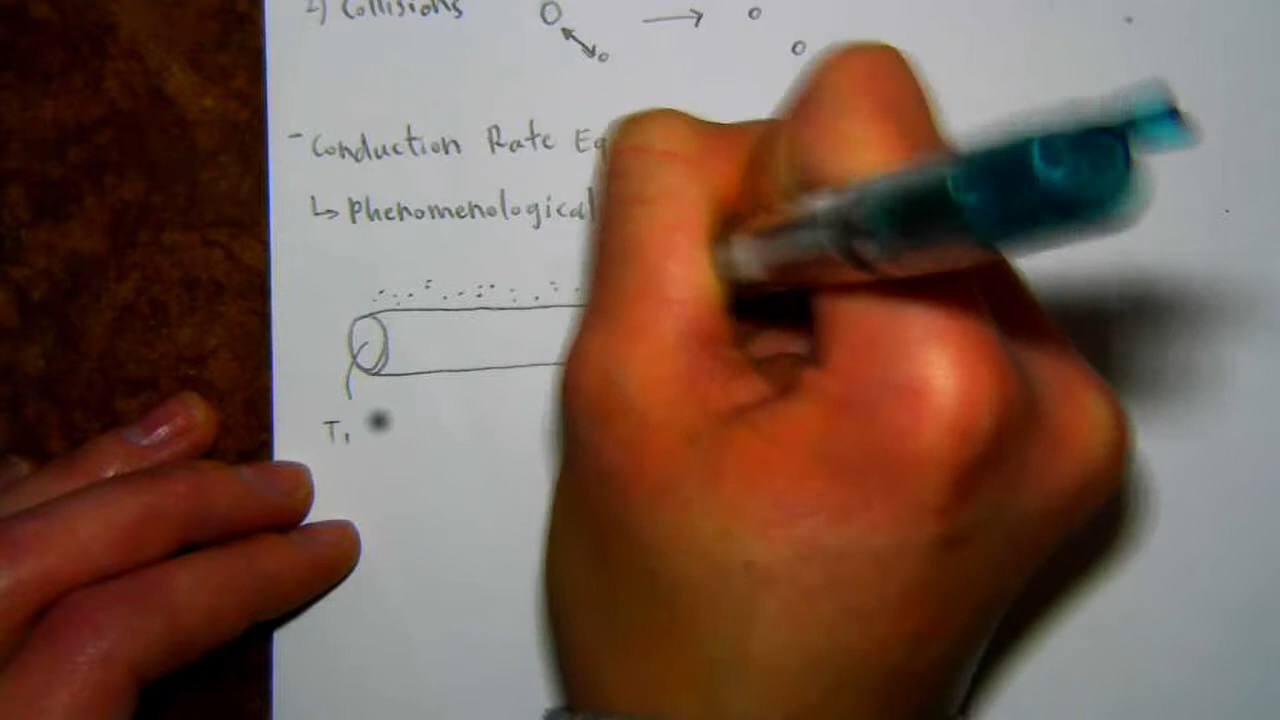 2) Collisions
- Conduction Rate Eq
↳ Phenomenological
T₁